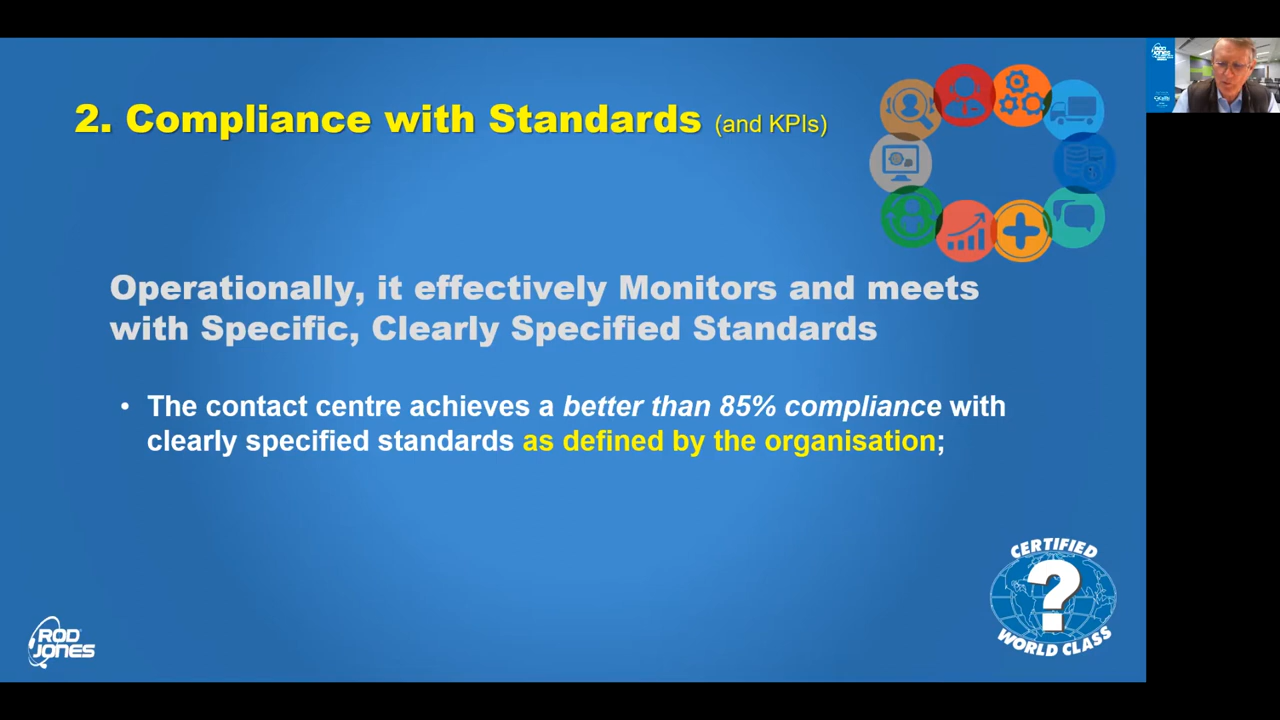 2. Compliance with Standards (and KPIs)
Operationally, it effectively Monitors and meets
with Specific, Clearly Specified Standards
• The contact centre achieves a better than 85% compliance with
clearly specified standards as defined by the organisation;
CERTIFIED
?
WORLD CLASS
ROD
JONES
ROD
JONES